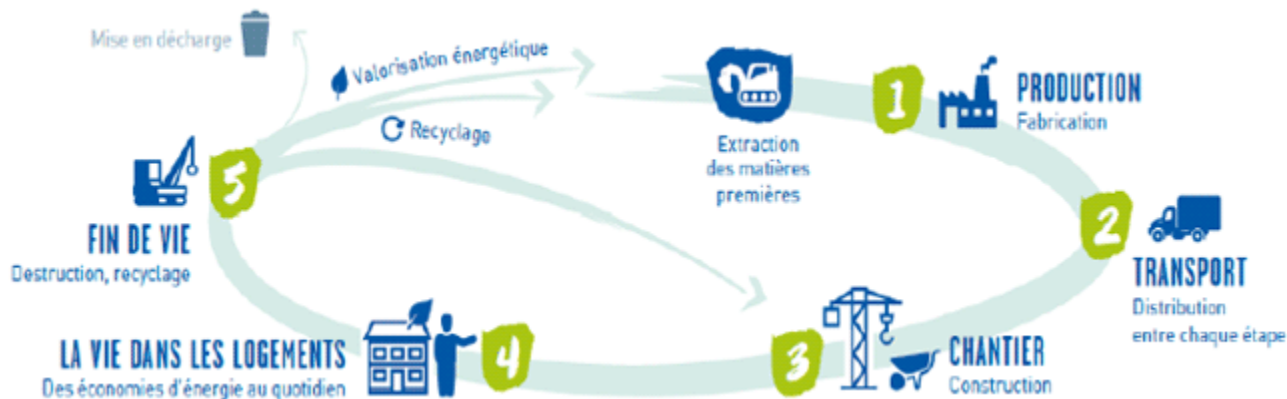 Mise en décharge
Valorisation énergétique
Recyclage
Extraction
des matières
premières
1
PRODUCTION
Fabrication
2
TRANSPORT
Distribution
entre chaque étape
3
CHANTIER
Construction
4
LA VIE DANS LES LOGEMENTS
Des économies d'énergie au quotidien
5
FIN DE VIE
Destruction, recyclage